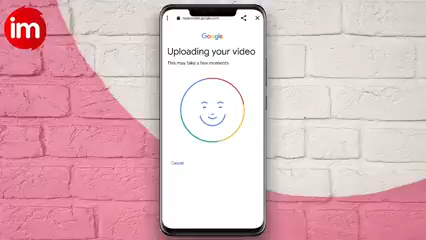 im
Google
Uploading your video
This may take a few moments
Cancel